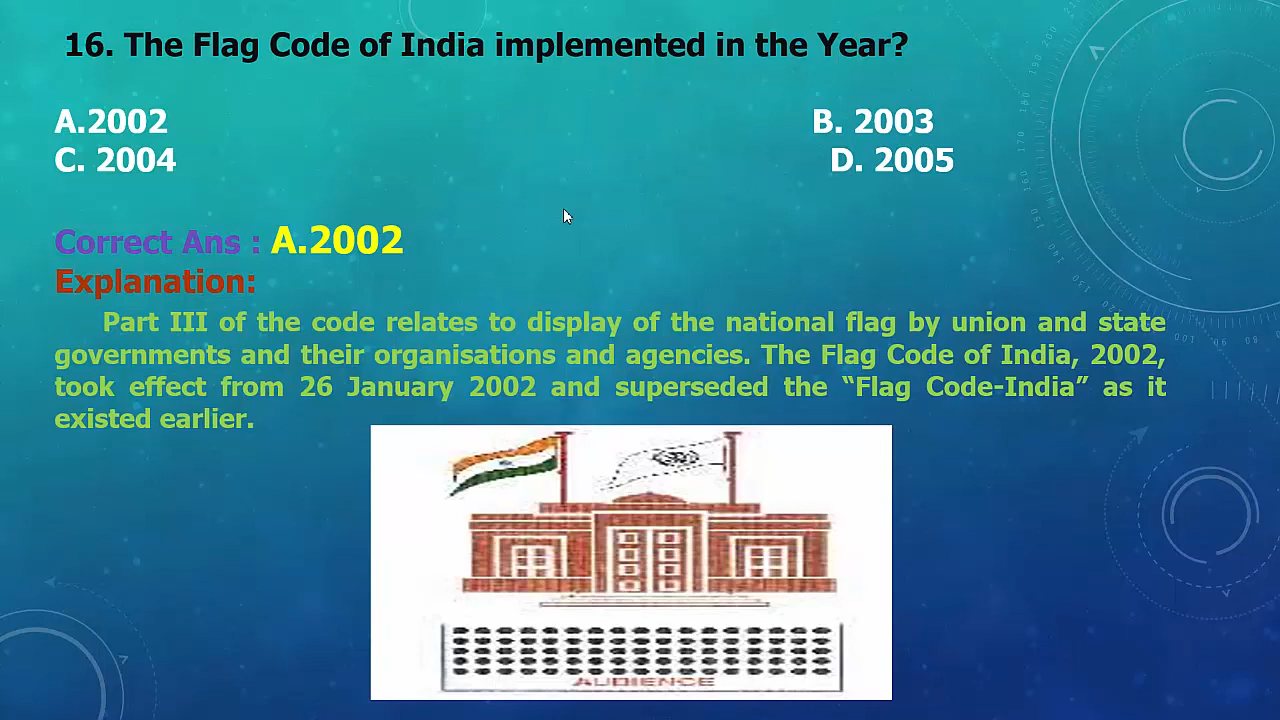 16. The Flag Code of India implemented in the Year?
A.2002 B. 2003
C. 2004 D. 2005
Correct Ans : A.2002
Explanation:
Part III of the code relates to display of the national flag by union and state
governments and their organisations and agencies. The Flag Code of India, 2002,
took effect from 26 January 2002 and superseded the “Flag Code-India” as it
existed earlier.
AUDIENCE